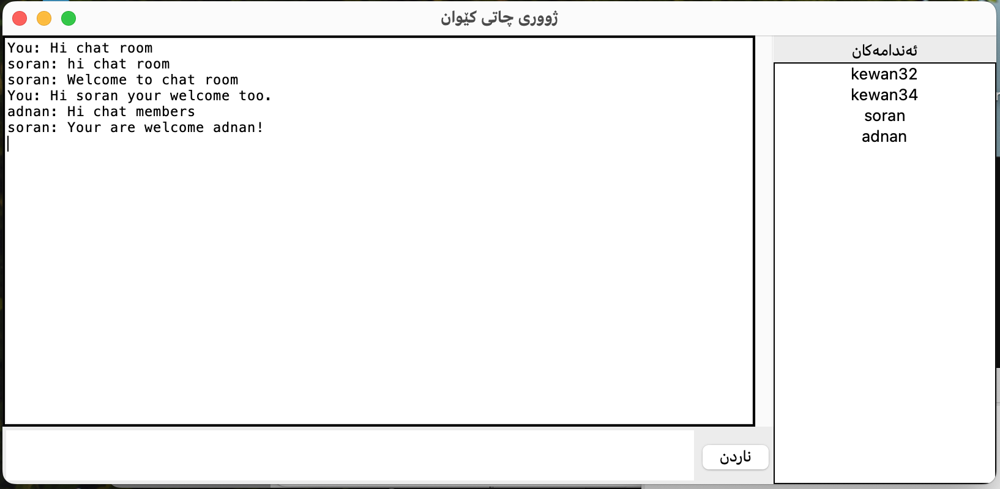 ژووری چاتی کێوان
You: Hi chat room
soran: hi chat room
soran: Welcome to chat room
You: Hi soran your welcome too.
adnan: Hi chat members
soran: Your are welcome adnan!
ئەندامەکان
kewan32
kewan34
soran
adnan
ناردن